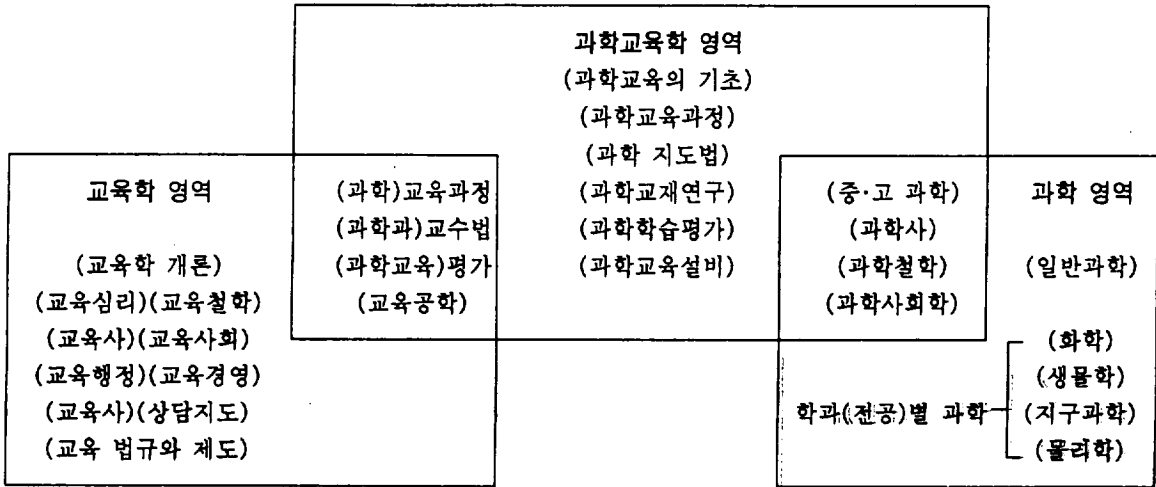 과학교육학 영역
(과학교육의 기초)
(과학교육과정)
(과학 지도법)
(과학교재연구)
(과학학습평가)
(과학교육설비)
교육학 영역
(교육학 개론)
(교육심리)(교육철학)
(교육사)(교육사회)
(교육행정)(교육경영)
(교육사)(상담지도)
(교육 법규와 제도)
(과학)교육과정
(과학과)교수법
(과학교육)평가
(교육공학)
(중·고 과학)
(과학사)
(과학철학)
(과학사회학)
과학 영역
(일반과학)
학과(전공)별 과학
(화학)
(생물학)
(지구과학)
(물리학)